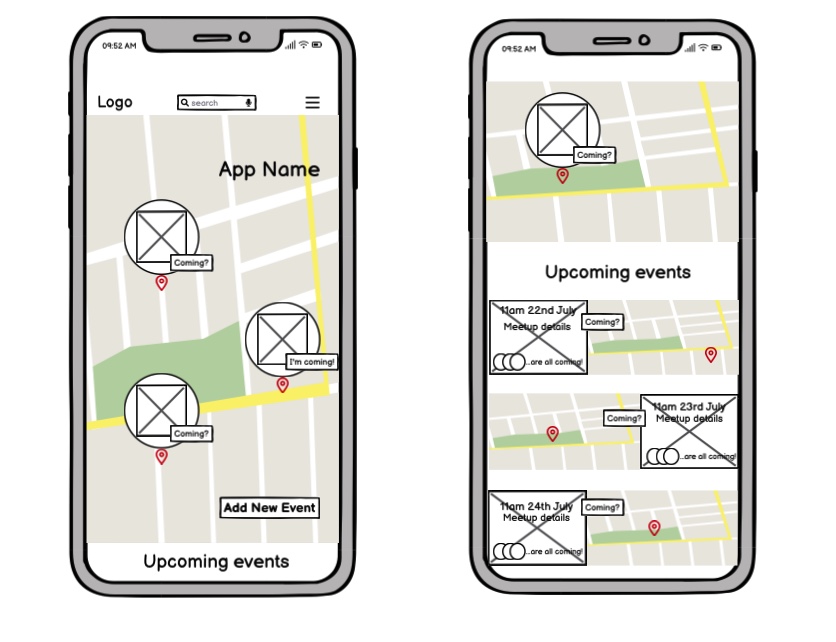 09:52 AM
Logo
search
App Name
Coming?
I'm coming!
Coming?
Add New Event
Upcoming events
09:52 AM
Coming?
Upcoming events
11am 22nd July
Meetup details
Coming?
...are all coming!
Coming?
11am 23rd July
Meetup details
...are all coming!
11am 24th July
Meetup details
Coming?
...are all coming!